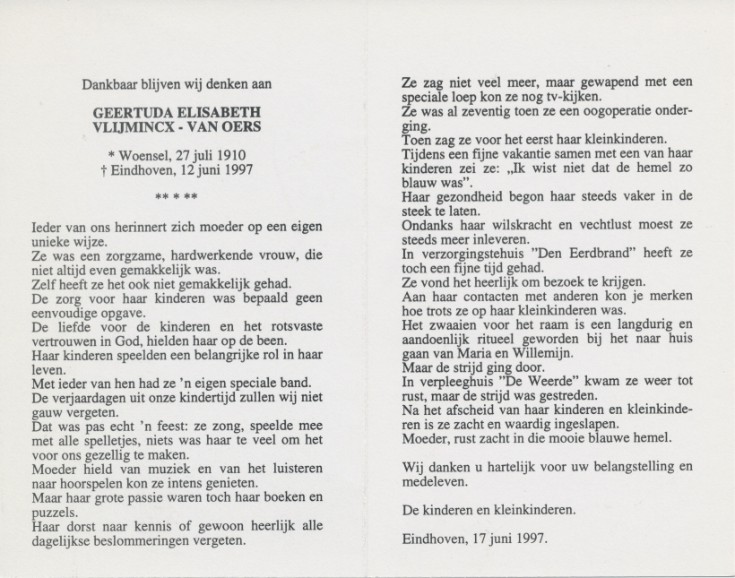 Dankbaar blijven wij denken aan
GEERTUDA ELISABETH
VLIJMINCX - VAN OERS
* Woensel, 27 juli 1910
† Eindhoven, 12 juni 1997
** * **
Ieder van ons herinnert zich moeder op een eigen
unieke wijze.
Ze was een zorgzame, hardwerkende vrouw, die
niet altijd even gemakkelijk was.
Zelf heeft ze het ook niet gemakkelijk gehad.
De zorg voor haar kinderen was bepaald geen
eenvoudige opgave.
De liefde voor de kinderen en het rotsvaste
vertrouwen in God, hielden haar op de been.
Haar kinderen speelden een belangrijke rol in haar
leven.
Met ieder van hen had ze 'n eigen speciale band.
De verjaardagen uit onze kindertijd zullen wij niet
gauw vergeten.
Dat was pas echt 'n feest: ze zong, speelde mee
met alle spelletjes, niets was haar te veel om het
voor ons gezellig te maken.
Moeder hield van muziek en van het luisteren
naar hoorspelen kon ze intens genieten.
Maar haar grote passie waren toch haar boeken en
puzzels.
Haar dorst naar kennis of gewoon heerlijk alle
dagelijkse beslommeringen vergeten.
Ze zag niet veel meer, maar gewapend met een
speciale loep kon ze nog tv-kijken.
Ze was al zeventig toen ze een oogoperatie onder-
ging.
Toen zag ze voor het eerst haar kleinkinderen.
Tijdens een fijne vakantie samen met een van haar
kinderen zei ze: „Ik wist niet dat de hemel zo
blauw was”.
Haar gezondheid begon haar steeds vaker in de
steek te laten.
Ondanks haar wilskracht en vechtlust moest ze
steeds meer inleveren.
In verzorgingstehuis "Den Eerdbrand" heeft ze
toch een fijne tijd gehad.
Ze vond het heerlijk om bezoek te krijgen.
Aan haar contacten met anderen kon je merken
hoe trots ze op haar kleinkinderen was.
Het zwaaien voor het raam is een langdurig en
aandoenlijk ritueel geworden bij het naar huis
gaan van Maria en Willemijn.
Maar de strijd ging door.
In verpleeghuis "De Weerde" kwam ze weer tot
rust, maar de strijd was gestreden.
Na het afscheid van haar kinderen en kleinkinde-
ren is ze zacht en waardig ingeslapen.
Moeder, rust zacht in die mooie blauwe hemel.
Wij danken u hartelijk voor uw belangstelling en
medeleven.
De kinderen en kleinkinderen.
Eindhoven, 17 juni 1997.